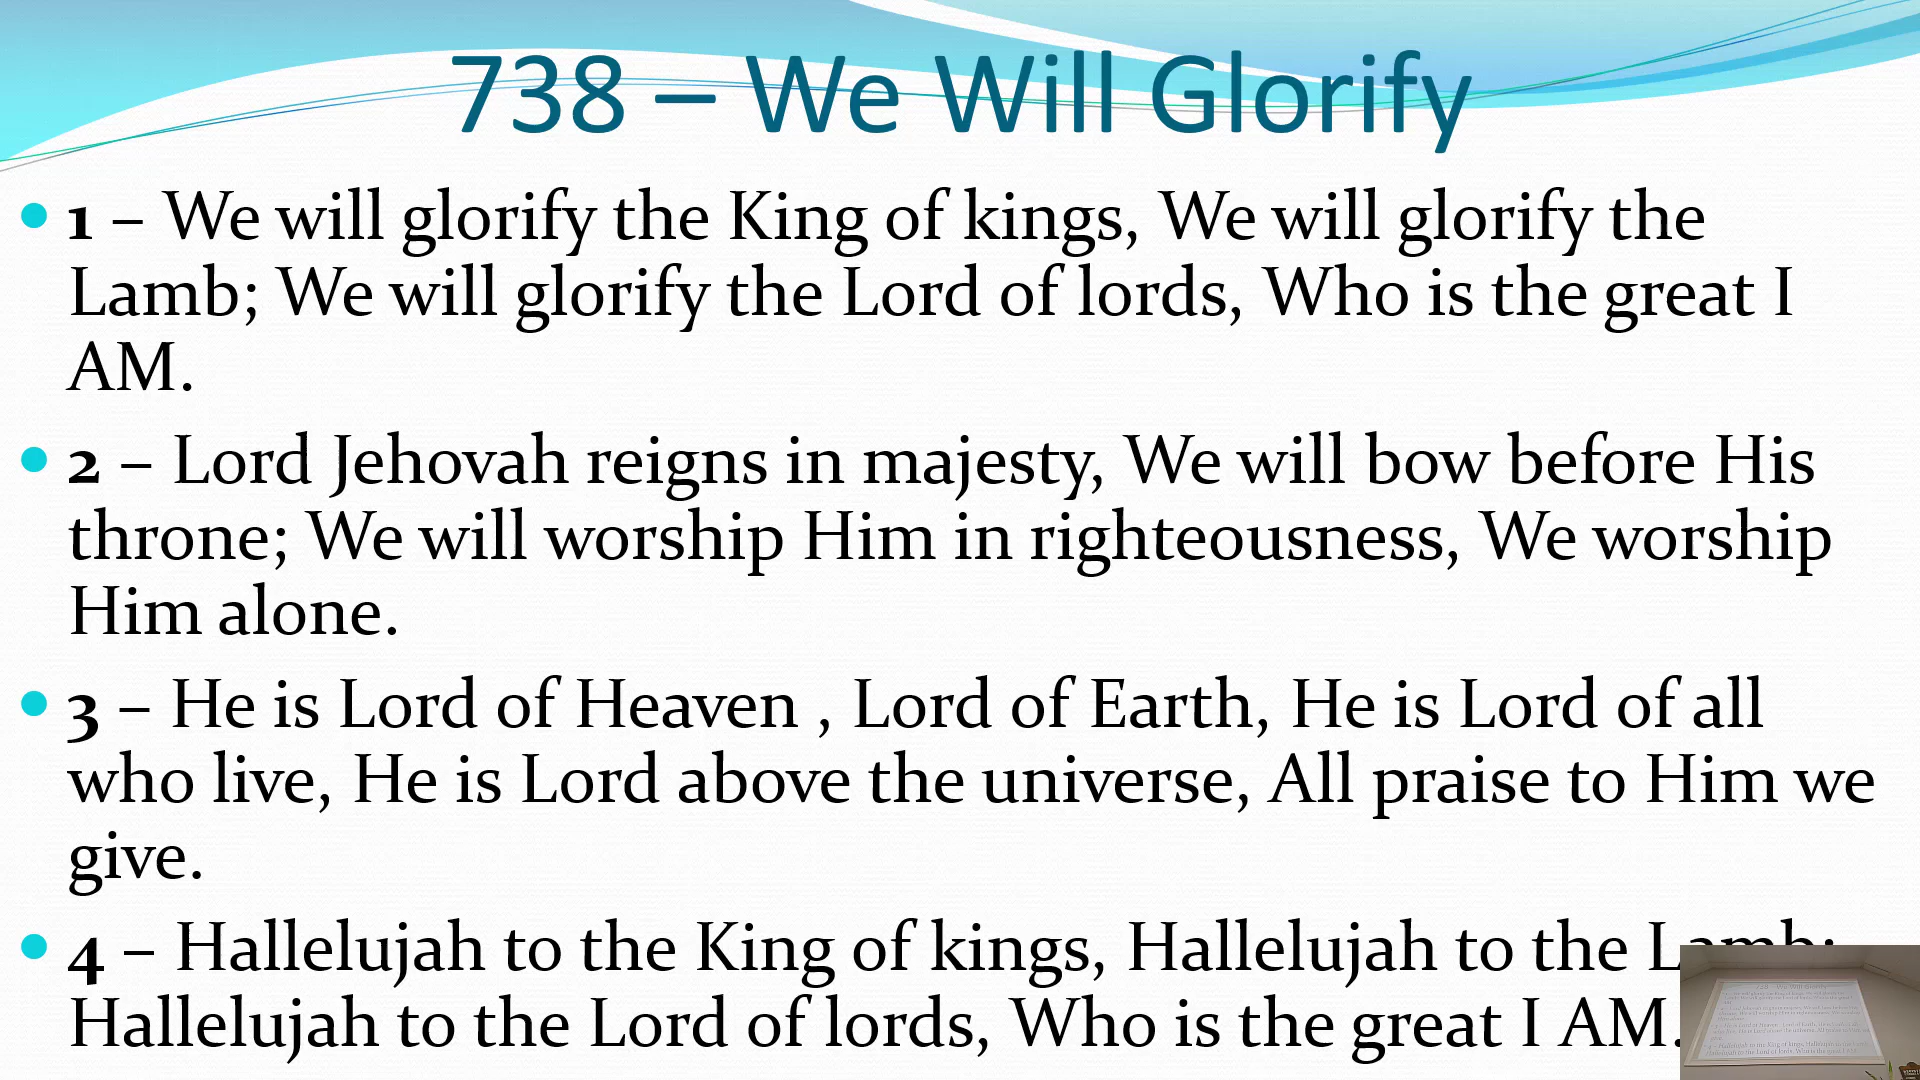 738 – We Will Glorify
• 1 – We will glorify the King of kings, We will glorify the
Lamb; We will glorify the Lord of lords, Who is the great I
AM.
• 2 – Lord Jehovah reigns in majesty, We will bow before His
throne; We will worship Him in righteousness, We worship
Him alone.
• 3 – He is Lord of Heaven , Lord of Earth, He is Lord of all
who live, He is Lord above the universe, All praise to Him we
give.
• 4 – Hallelujah to the King of kings, Hallelujah to the Lamb;
Hallelujah to the Lord of lords, Who is the great I AM.
738 – We Will Glorify